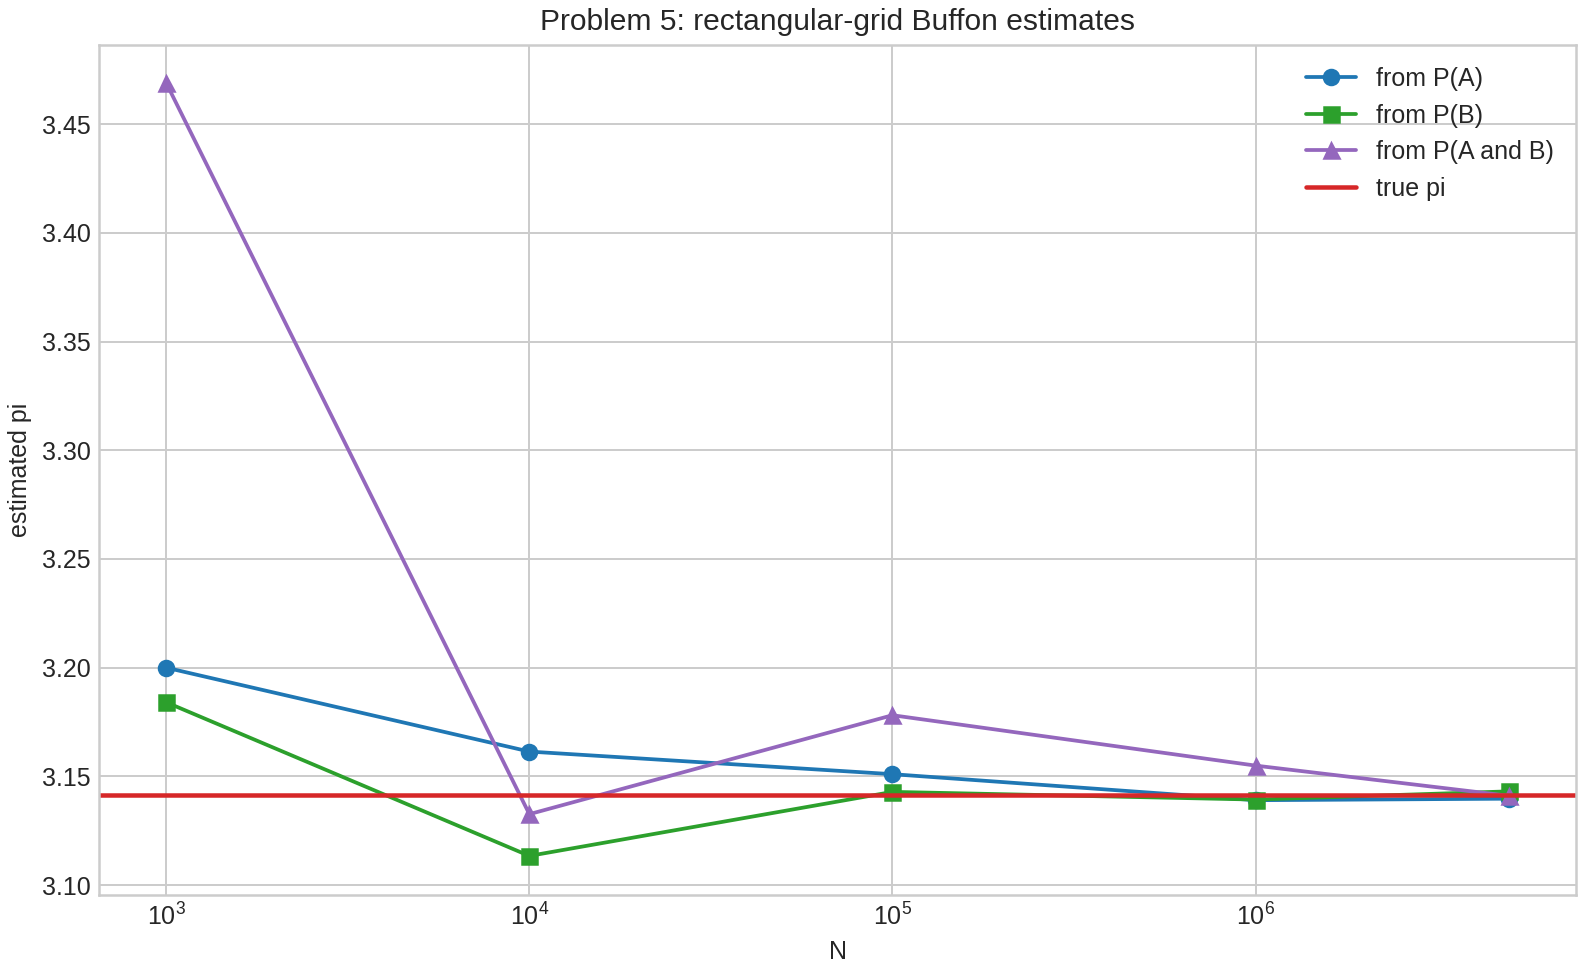 Problem 5: rectangular-grid Buffon estimates
from P(A)
from P(B)
from P(A and B)
true pi
estimated pi
3.45
3.40
3.35
3.30
3.25
3.20
3.15
3.10
10³ 10⁴ 10⁵ 10⁶
N